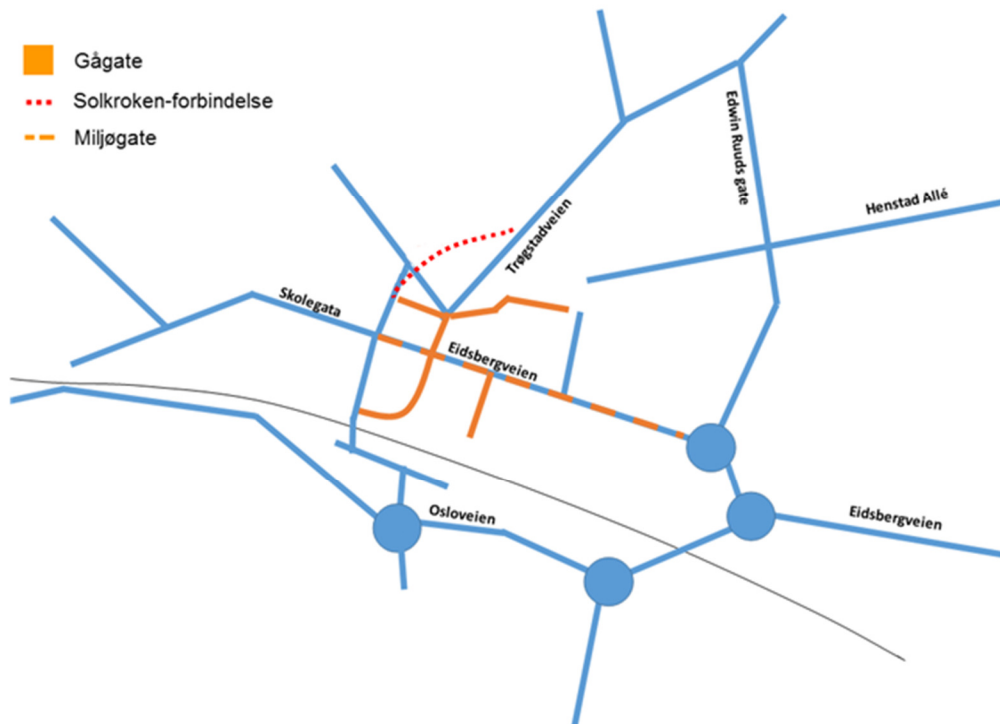 Gågate
Solkroken-forbindelse
Miljøgate
Edwin Ruuds gate
Henstad Allé
Trøgstadveien
Skolegata
Eidsbergveien
Osloveien
Eidsbergveien